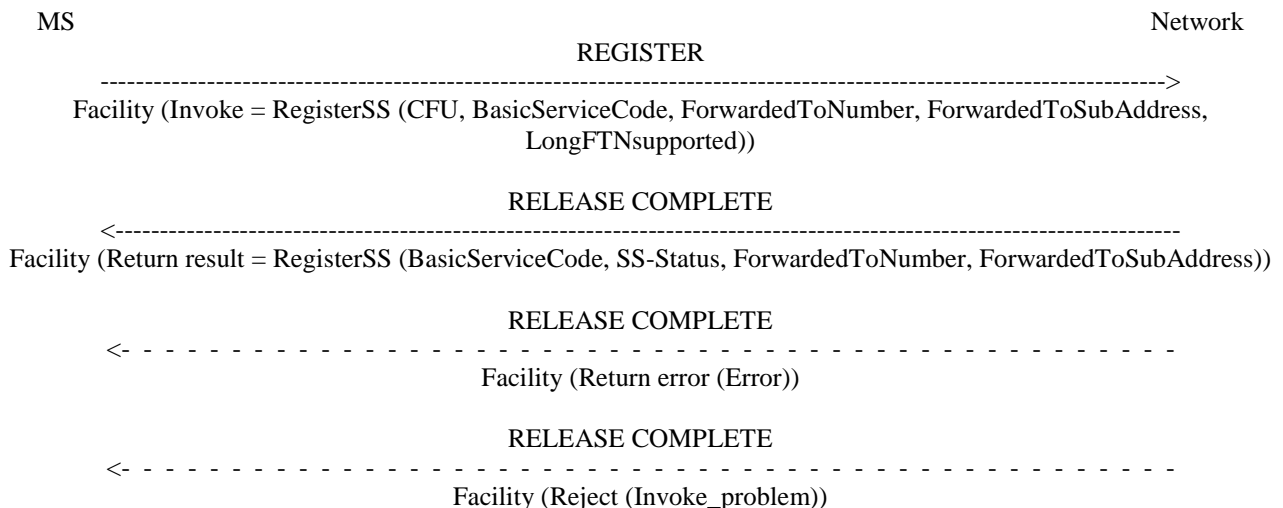 MS Network
REGISTER
------------------------------------------------------------------------------------------------------------------------>
Facility (Invoke = RegisterSS (CFU, BasicServiceCode, ForwardedToNumber, ForwardedToSubAddress,
LongFTNsupported))
RELEASE COMPLETE
<------------------------------------------------------------------------------------------------------------------------
Facility (Return result = RegisterSS (BasicServiceCode, SS-Status, ForwardedToNumber, ForwardedToSubAddress))
RELEASE COMPLETE
<- - - - - - - - - - - - - - - - - - - - - - - - - - - - - - - - - - - - - - - - - - - - - - - -
Facility (Return error (Error))
RELEASE COMPLETE
<- - - - - - - - - - - - - - - - - - - - - - - - - - - - - - - - - - - - - - - - - - - - - - - -
Facility (Reject (Invoke_problem))